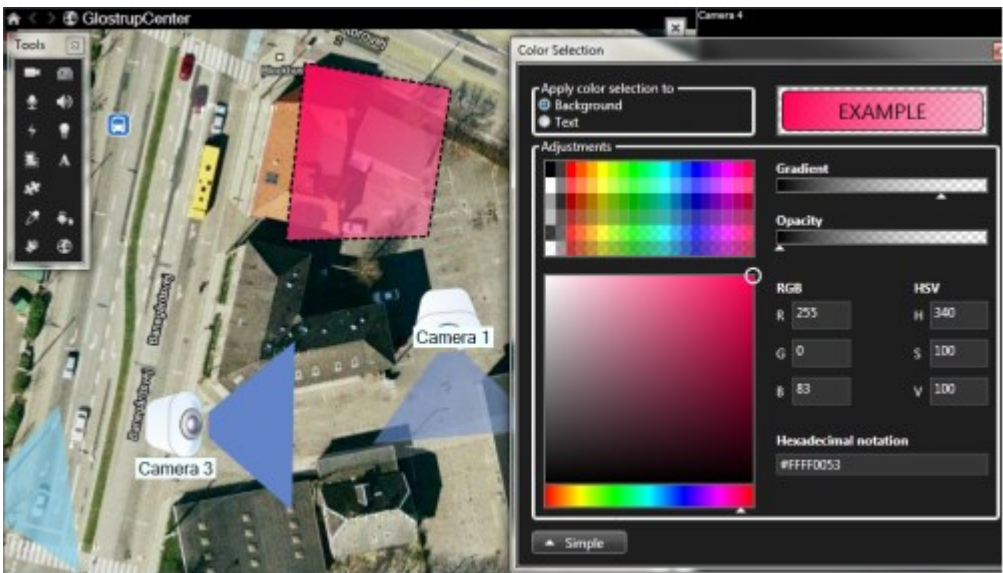 GlostrupCenter
Camera 4
Tools
Color Selection
Apply color selection to
Background
Text
EXAMPLE
Adjustments
Gradient
Opacity
RGB
HSV
R 255
H 340
G 0
S 100
B 83
V 100
Hexadecimal notation
#FFFF0053
Simple
A
Camera 1
Camera 3